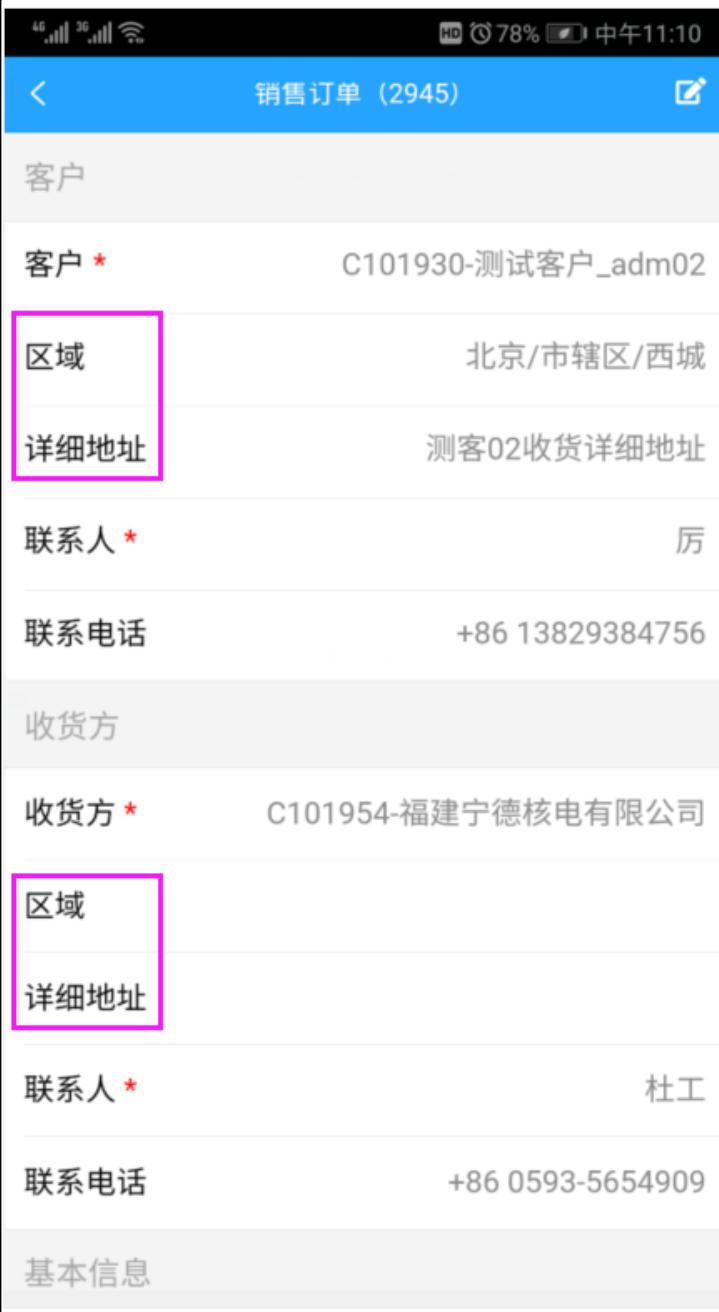 4G 3G HD 78% 中午11:10
销售订单（2945）
客户
客户 * C101930-测试客户_adm02
区域 北京/市辖区/西城
详细地址 测客02收货详细地址
联系人 * 厉
联系电话 +86 13829384756
收货方
收货方 * C101954-福建宁德核电有限公司
区域
详细地址
联系人 * 杜工
联系电话 +86 0593-5654909
基本信息